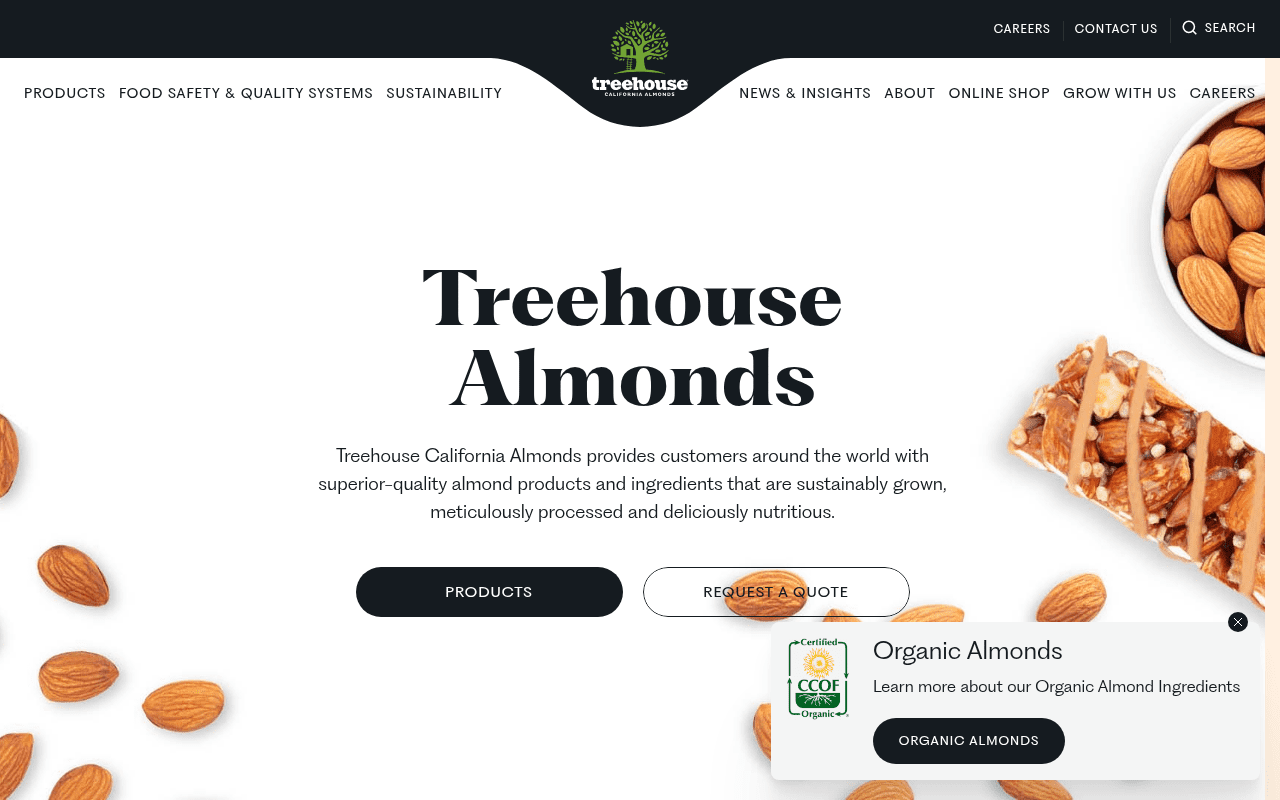 CAREERS
CONTACT US
SEARCH
treehouse
CALIFORNIA ALMONDS
PRODUCTS
FOOD SAFETY & QUALITY SYSTEMS
SUSTAINABILITY
NEWS & INSIGHTS
ABOUT
ONLINE SHOP
GROW WITH US
CAREERS
Treehouse
Almonds
Treehouse California Almonds provides customers around the world with
superior-quality almond products and ingredients that are sustainably grown,
meticulously processed and deliciously nutritious.
PRODUCTS
REQUEST A QUOTE
Certified
CCOF
Organic
Organic Almonds
Learn more about our Organic Almond Ingredients
ORGANIC ALMONDS